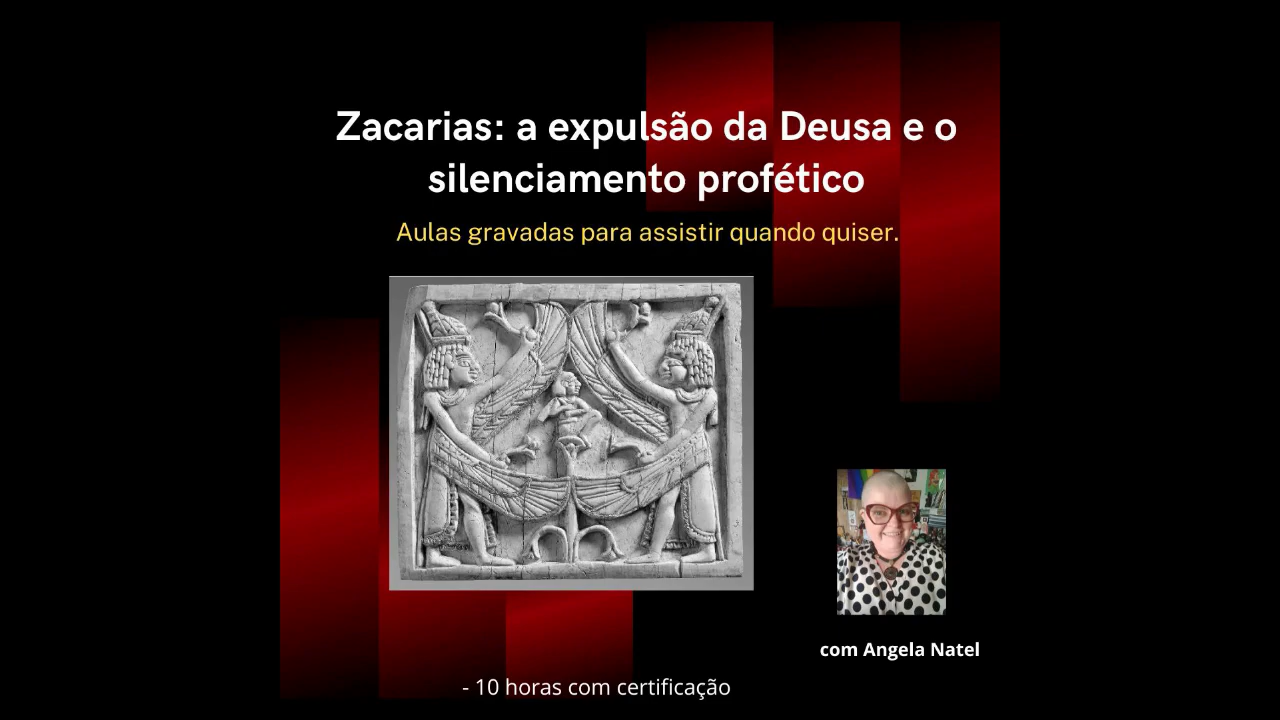 Zacarias: a expulsão da Deusa e o
silenciamento profético
Aulas gravadas para assistir quando quiser.
com Angela Natel
- 10 horas com certificação